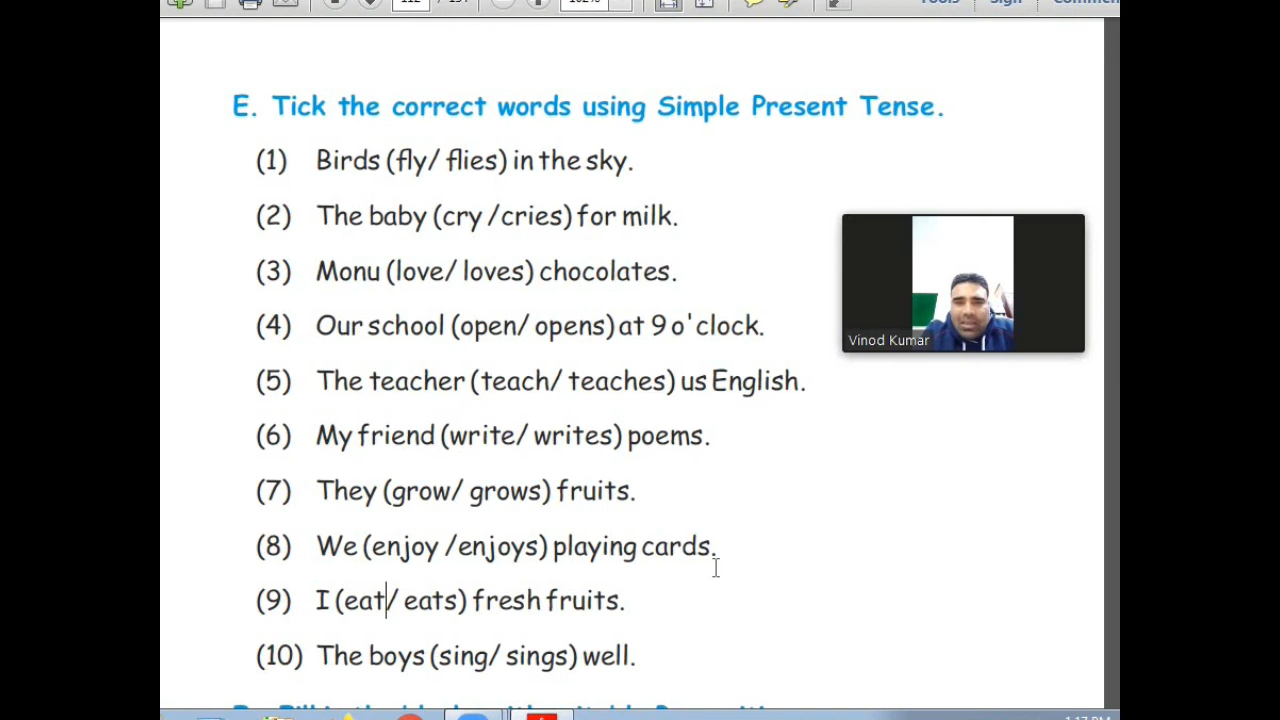 E. Tick the correct words using Simple Present Tense.
(1) Birds (fly/ flies) in the sky.
(2) The baby (cry /cries) for milk.
(3) Monu (love/ loves) chocolates.
(4) Our school (open/ opens) at 9 o'clock.
(5) The teacher (teach/ teaches) us English.
Vinod Kumar
(6) My friend (write/ writes) poems.
(7) They (grow/ grows) fruits.
(8) We (enjoy /enjoys) playing cards.
(9) I (eat/ eats) fresh fruits.
(10) The boys (sing/ sings) well.